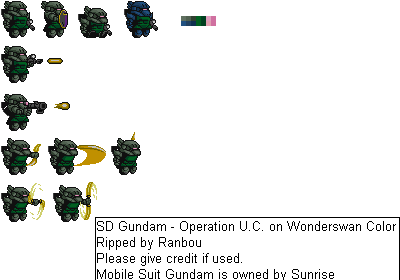 SD Gundam - Operation U.C. on Wonderswan Color
Ripped by Ranbou
Please give credit if used.
Mobile Suit Gundam is owned by Sunrise